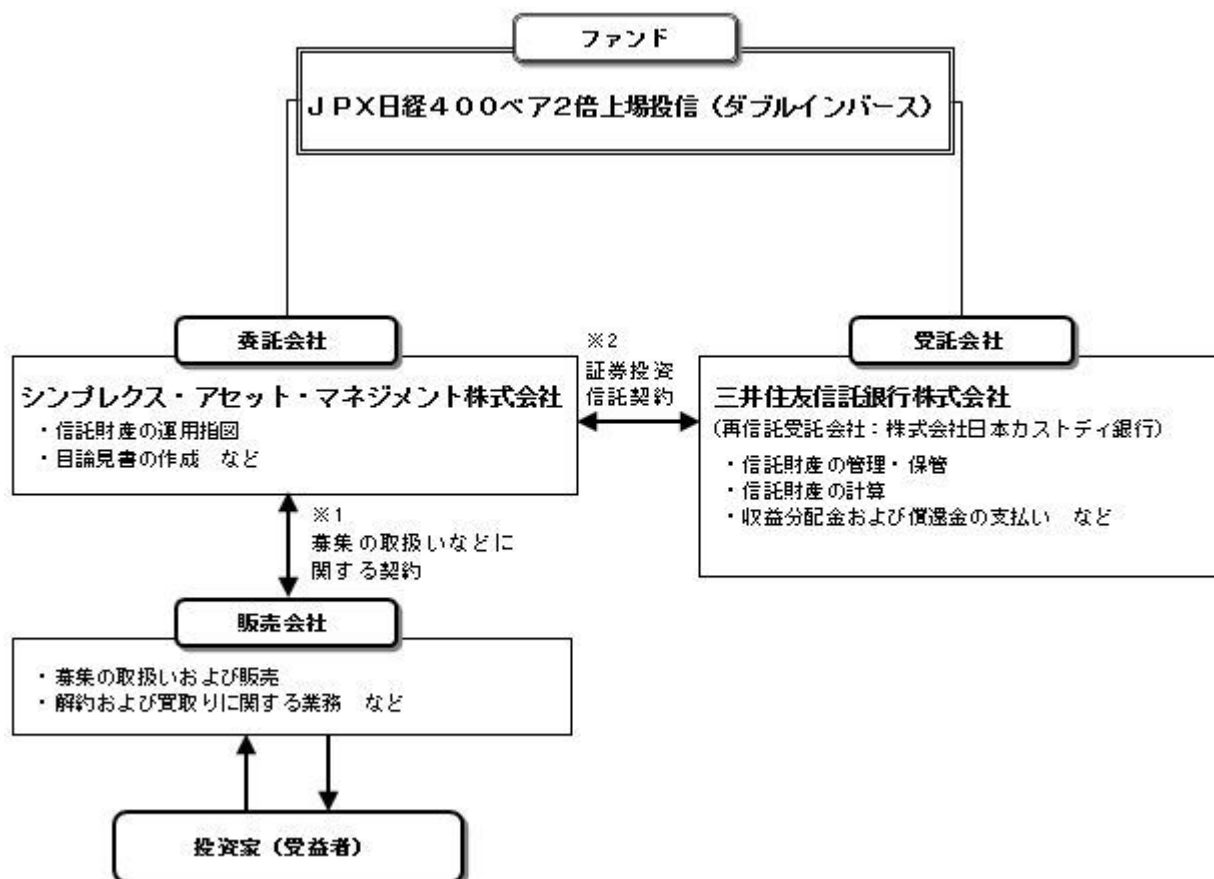 ファンド
JPX日経400ベア2倍上場投信（ダブルインバース）
委託会社
シンプレクス・アセット・マネジメント株式会社
・信託財産の運用指図
・目論見書の作成　など
※2
証券投資
信託契約
受託会社
三井住友信託銀行株式会社
(再信託受託会社：株式会社日本カストディ銀行)
・信託財産の管理・保管
・信託財産の計算
・収益分配金および償還金の支払い　など
※1
募集の取扱いなどに
関する契約
販売会社
・募集の取扱いおよび販売
・解約および買取りに関する業務　など
投資家（受益者）